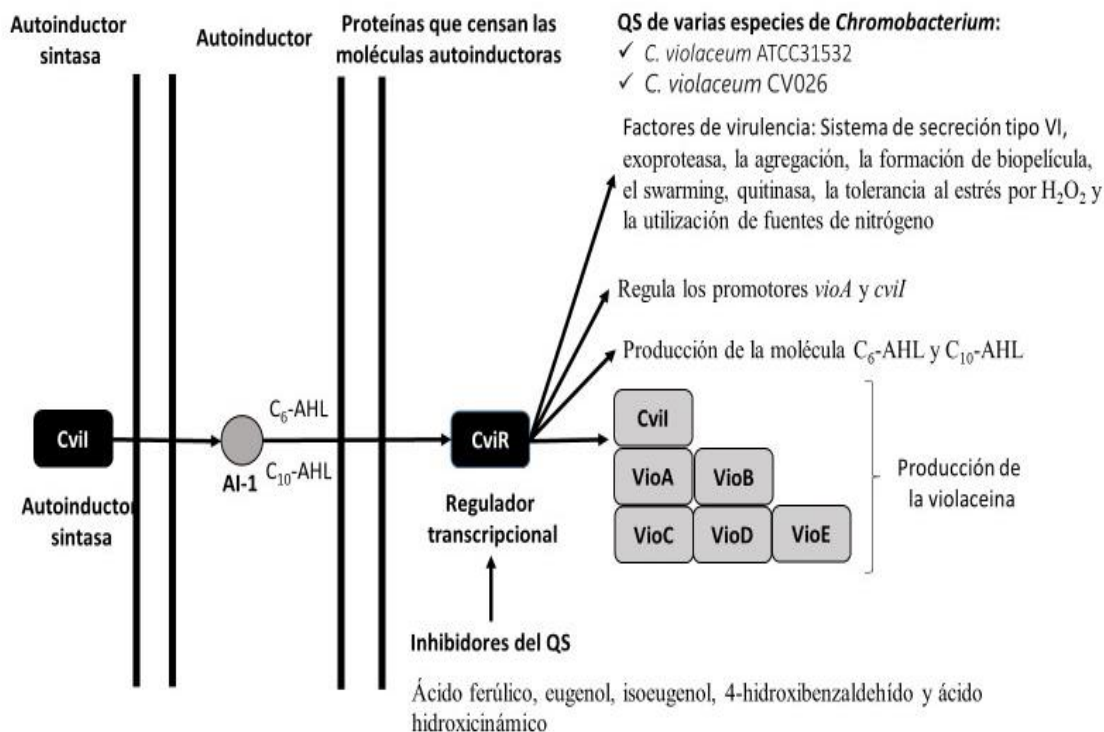 Autoinductor
sintasa
Autoinductor
Proteínas que censan las
moléculas autoinductoras
QS de varias especies de Chromobacterium:
✓ C. violaceum ATCC31532
✓ C. violaceum CV026
Factores de virulencia: Sistema de secreción tipo VI,
exoproteasa, la agregación, la formación de biopelícula,
el swarming, quitinasa, la tolerancia al estrés por H₂O₂ y
la utilización de fuentes de nitrógeno
Regula los promotores vioA y cviI
Producción de la molécula C₆-AHL y C₁₀-AHL
CviI
Autoinductor
sintasa
C₆-AHL
C₁₀-AHL
AI-1
CviR
Regulador
transcripcional
CviI
VioA VioB
VioC VioD VioE
Producción de
la violaceina
Inhibidores del QS
Ácido ferúlico, eugenol, isoeugenol, 4-hidroxibenzaldehído y ácido
hidroxicinámico